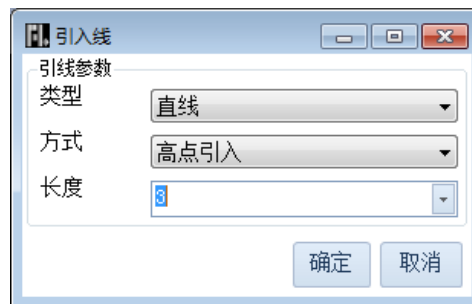 引入线
引线参数
类型 直线
方式 高点引入
长度 3
确定 取消